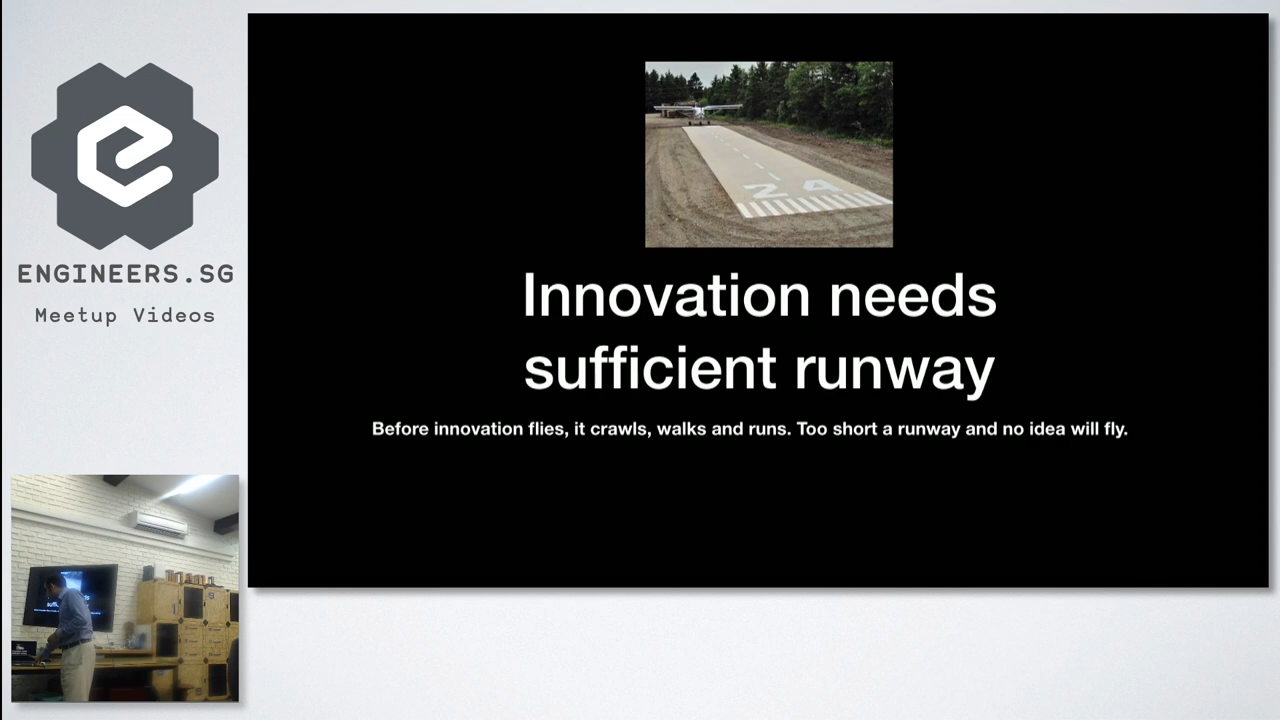 ENGINEERS.SG
Meetup Videos
24
Innovation needs
sufficient runway
Before innovation flies, it crawls, walks and runs. Too short a runway and no idea will fly.